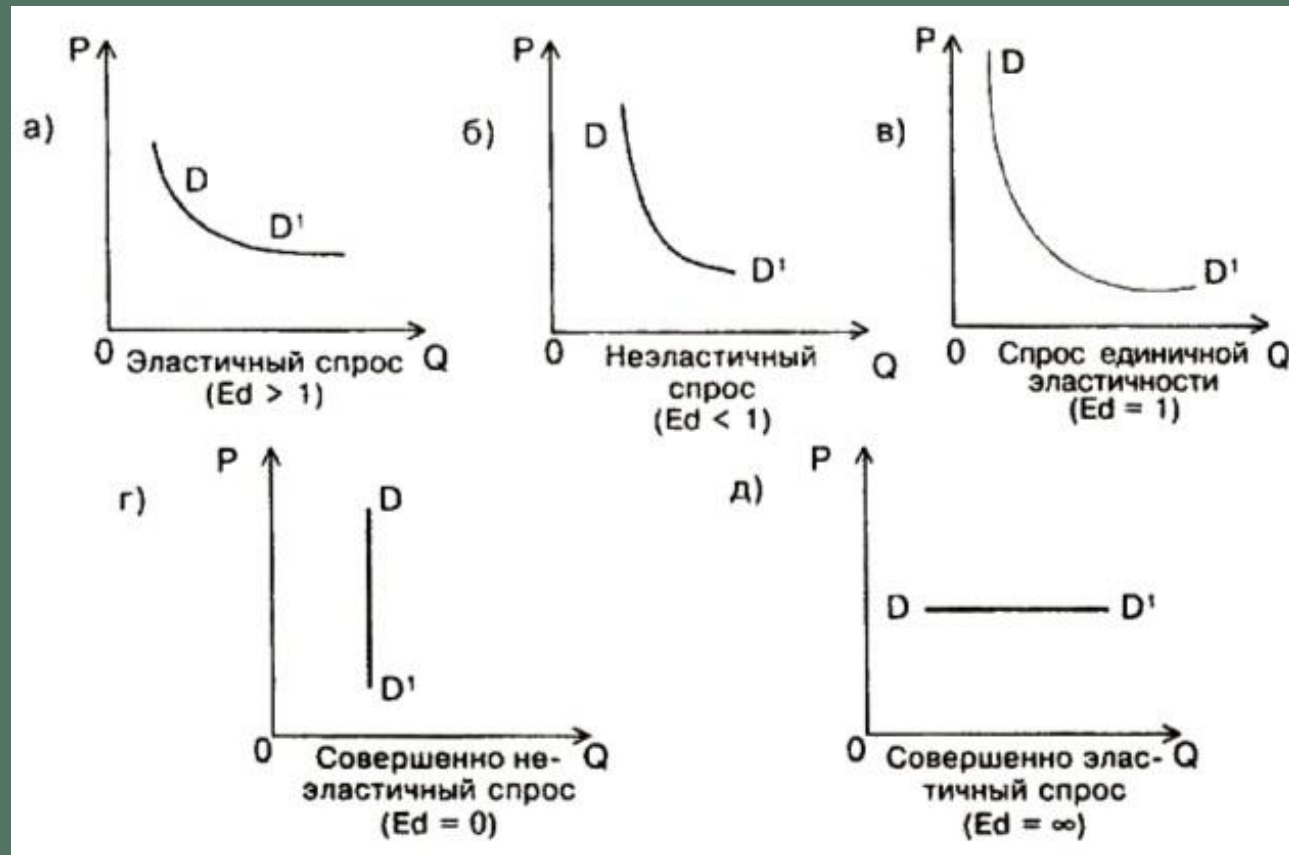 а)
P
D
D¹
0
Q
Эластичный спрос
(Ed > 1)
б)
P
D
D¹
0
Q
Неэластичный
спрос
(Ed < 1)
в)
P
D
D¹
0
Q
Спрос единичной
эластичности
(Ed = 1)
г)
P
D
D¹
0
Q
Совершенно не-
эластичный спрос
(Ed = 0)
д)
P
D
D¹
0
Q
Совершенно элас-
тичный спрос
(Ed = ∞)